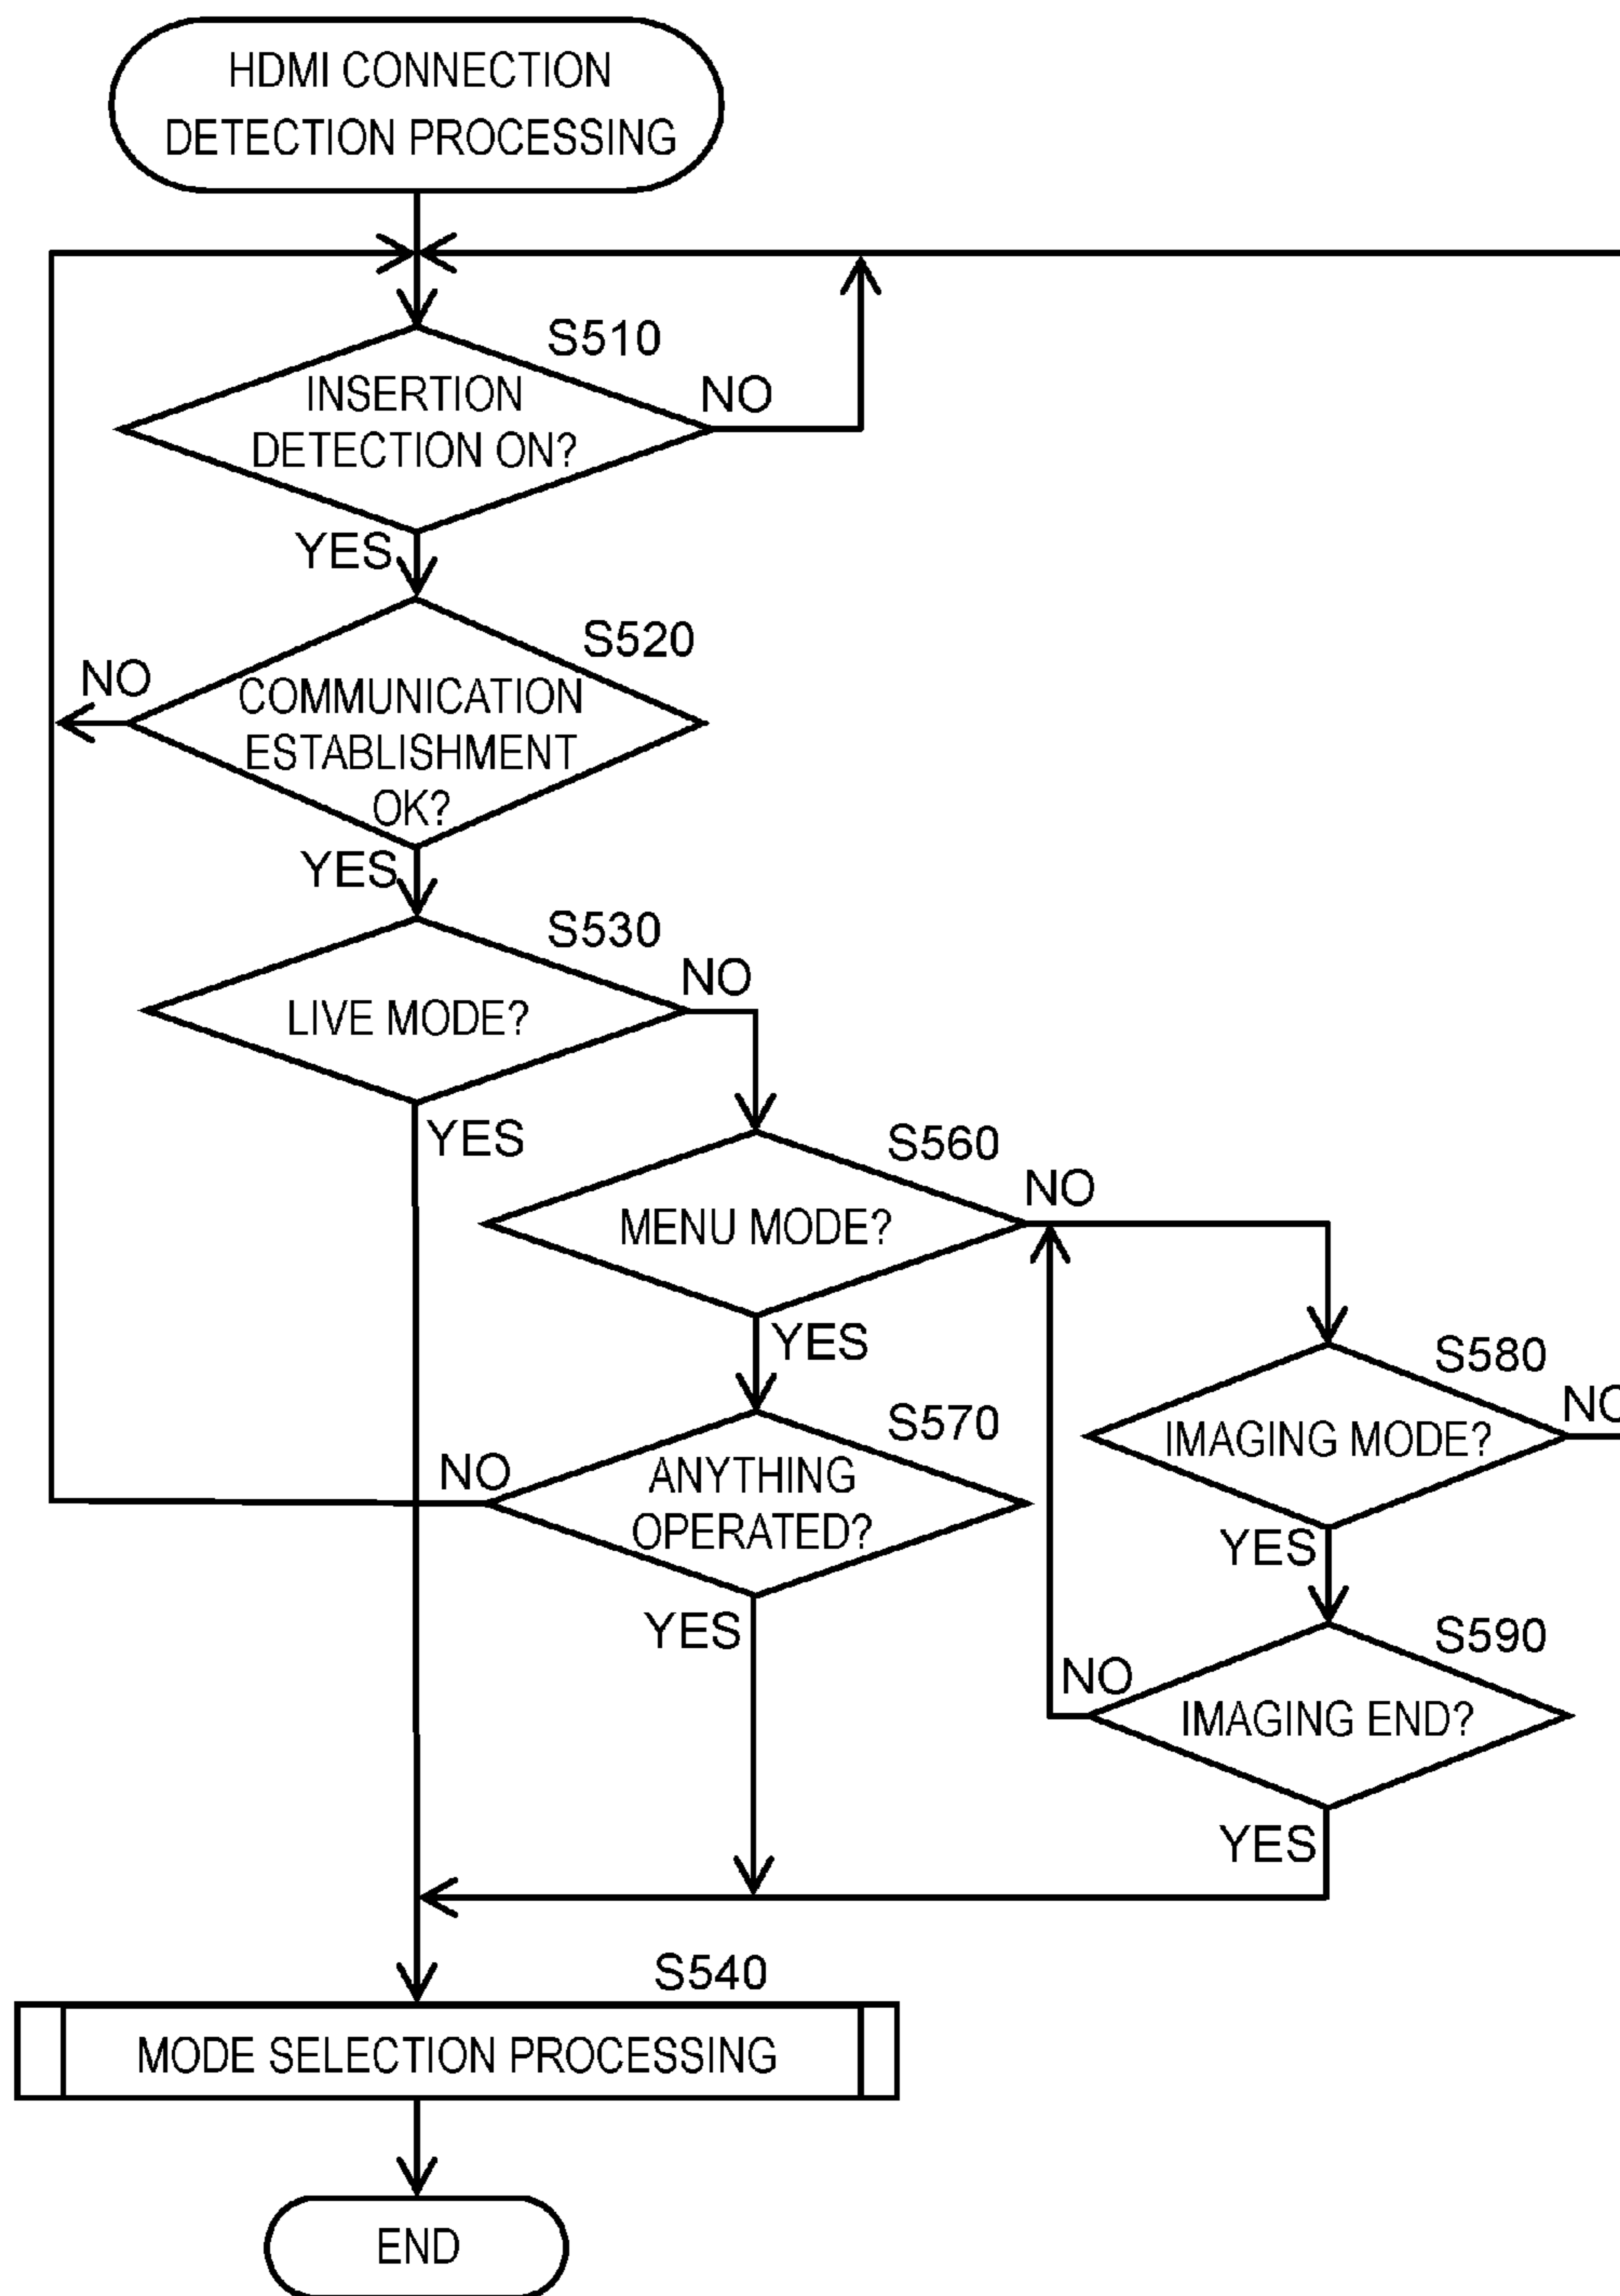 HDMI CONNECTION
DETECTION PROCESSING
S510
INSERTION
DETECTION ON?
NO
YES
S520
NO
COMMUNICATION
ESTABLISHMENT
OK?
YES
S530
NO
LIVE MODE?
YES
S560
NO
MENU MODE?
YES
S580
NO
IMAGING MODE?
S570
NO
ANYTHING
OPERATED?
YES
YES
S590
NO
IMAGING END?
YES
S540
MODE SELECTION PROCESSING
END